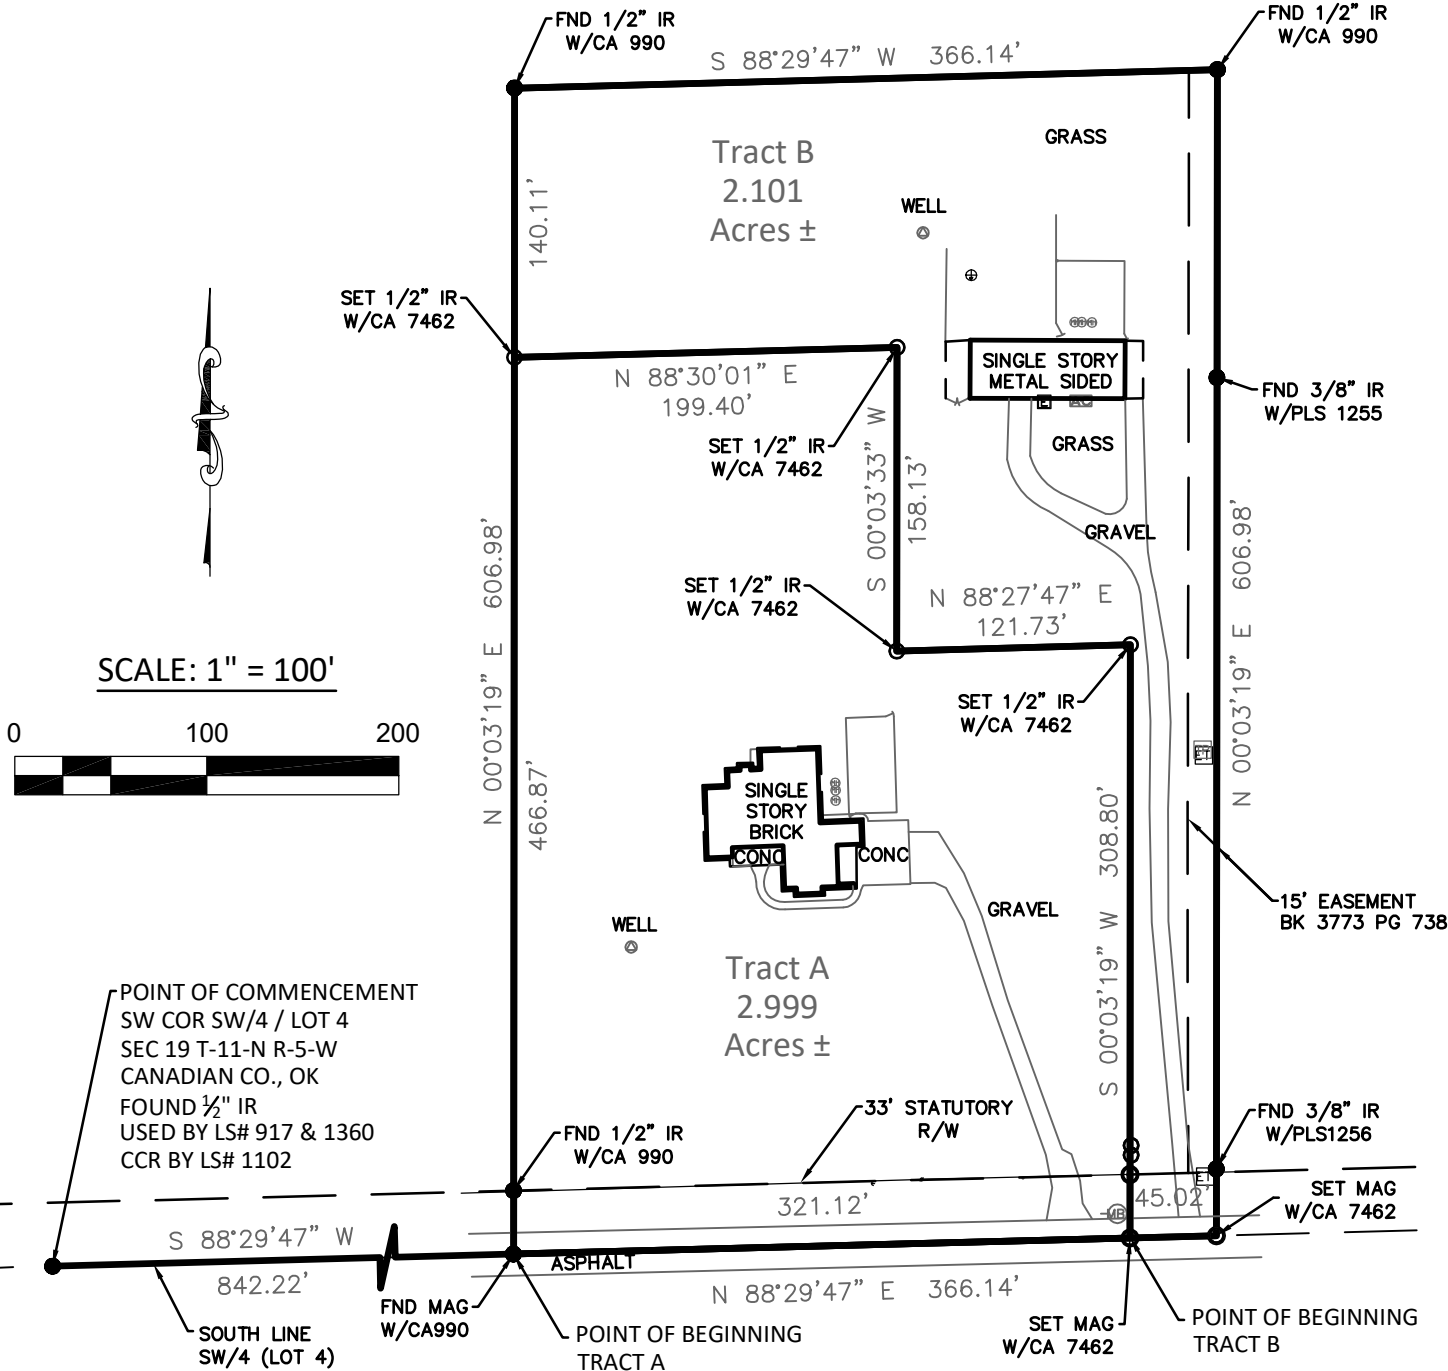 FND 1/2" IR
W/CA 990
FND 1/2" IR
W/CA 990
S 88°29'47" W 366.14'
GRASS
Tract B
2.101
Acres ±
140.11'
WELL
SET 1/2" IR
W/CA 7462
SINGLE STORY
METAL SIDED
E
AC
N 88°30'01" E
199.40'
FND 3/8" IR
W/PLS 1255
SET 1/2" IR
W/CA 7462
S 00°03'33" W
158.13'
GRASS
GRAVEL
N 00°03'19" E 606.98'
466.87'
N 00°03'19" E 606.98'
SET 1/2" IR
W/CA 7462
N 88°27'47" E
121.73'
SCALE: 1" = 100'
0 100 200
SET 1/2" IR
W/CA 7462
ET
SINGLE
STORY
BRICK
CONC
CONC
S 00°03'19" W 308.80'
15' EASEMENT
BK 3773 PG 738
GRAVEL
WELL
Tract A
2.999
Acres ±
POINT OF COMMENCEMENT
SW COR SW/4 / LOT 4
SEC 19 T-11-N R-5-W
CANADIAN CO., OK
FOUND ½" IR
USED BY LS# 917 & 1360
CCR BY LS# 1102
33' STATUTORY
R/W
FND 3/8" IR
W/PLS1256
FND 1/2" IR
W/CA 990
ET
SET MAG
W/CA 7462
321.12'
45.02'
MB
S 88°29'47" W
842.22'
ASPHALT
N 88°29'47" E 366.14'
FND MAG
W/CA990
SOUTH LINE
SW/4 (LOT 4)
POINT OF BEGINNING
TRACT A
SET MAG
W/CA 7462
POINT OF BEGINNING
TRACT B